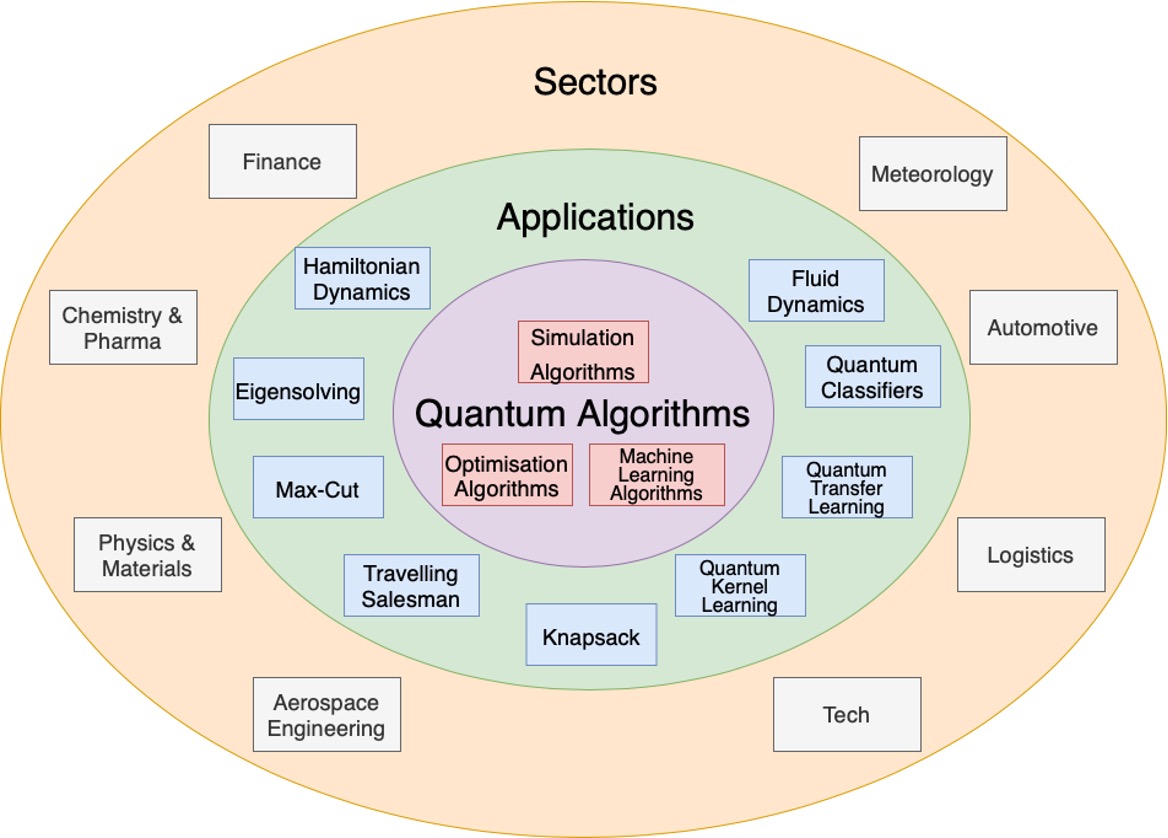 Sectors
Finance
Meteorology
Applications
Hamiltonian
Dynamics
Fluid
Dynamics
Chemistry &
Pharma
Automotive
Simulation
Algorithms
Eigensolving
Quantum
Classifiers
Quantum Algorithms
Optimisation
Algorithms
Machine
Learning
Algorithms
Max-Cut
Quantum
Transfer
Learning
Physics &
Materials
Logistics
Travelling
Salesman
Quantum
Kernel
Learning
Knapsack
Aerospace
Engineering
Tech